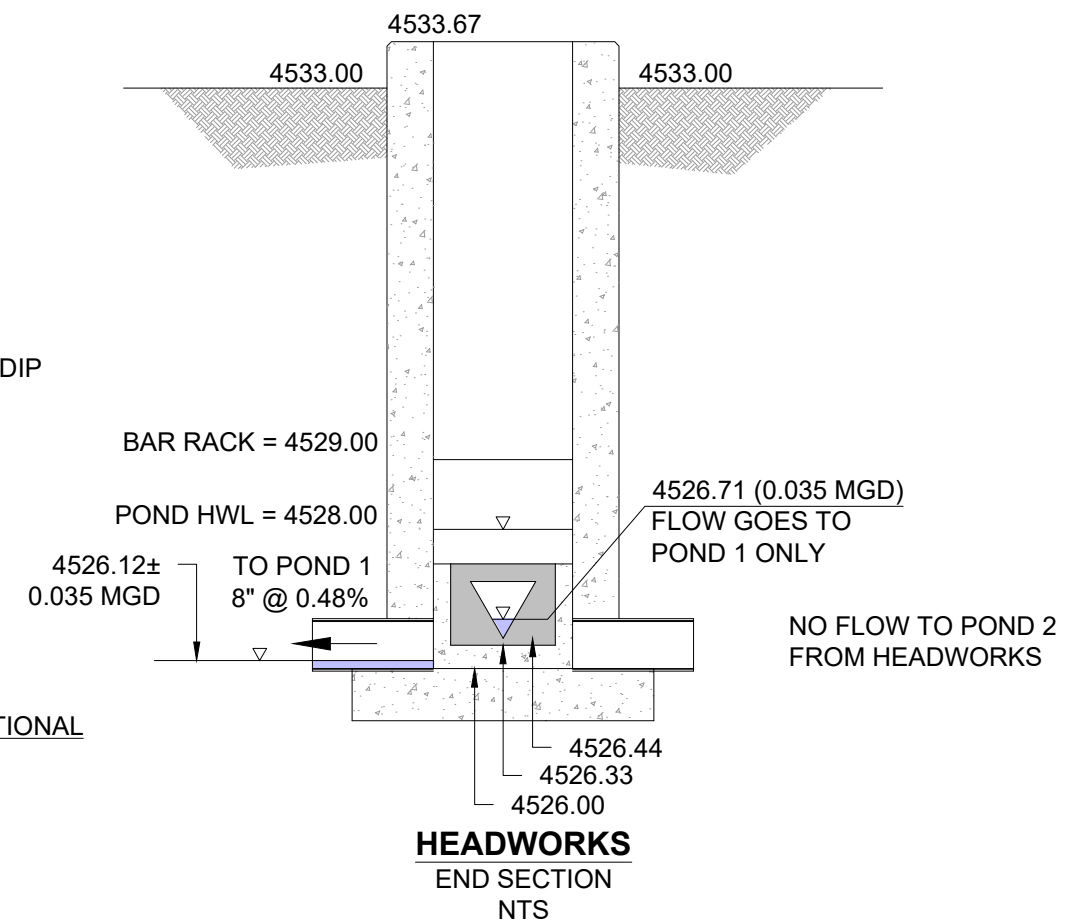 4533.67
4533.00
4533.00
DIP
BAR RACK = 4529.00
POND HWL = 4528.00
4526.71 (0.035 MGD)
FLOW GOES TO
POND 1 ONLY
4526.12±
0.035 MGD
TO POND 1
8" @ 0.48%
NO FLOW TO POND 2
FROM HEADWORKS
TIONAL
4526.44
4526.33
4526.00
HEADWORKS
END SECTION
NTS